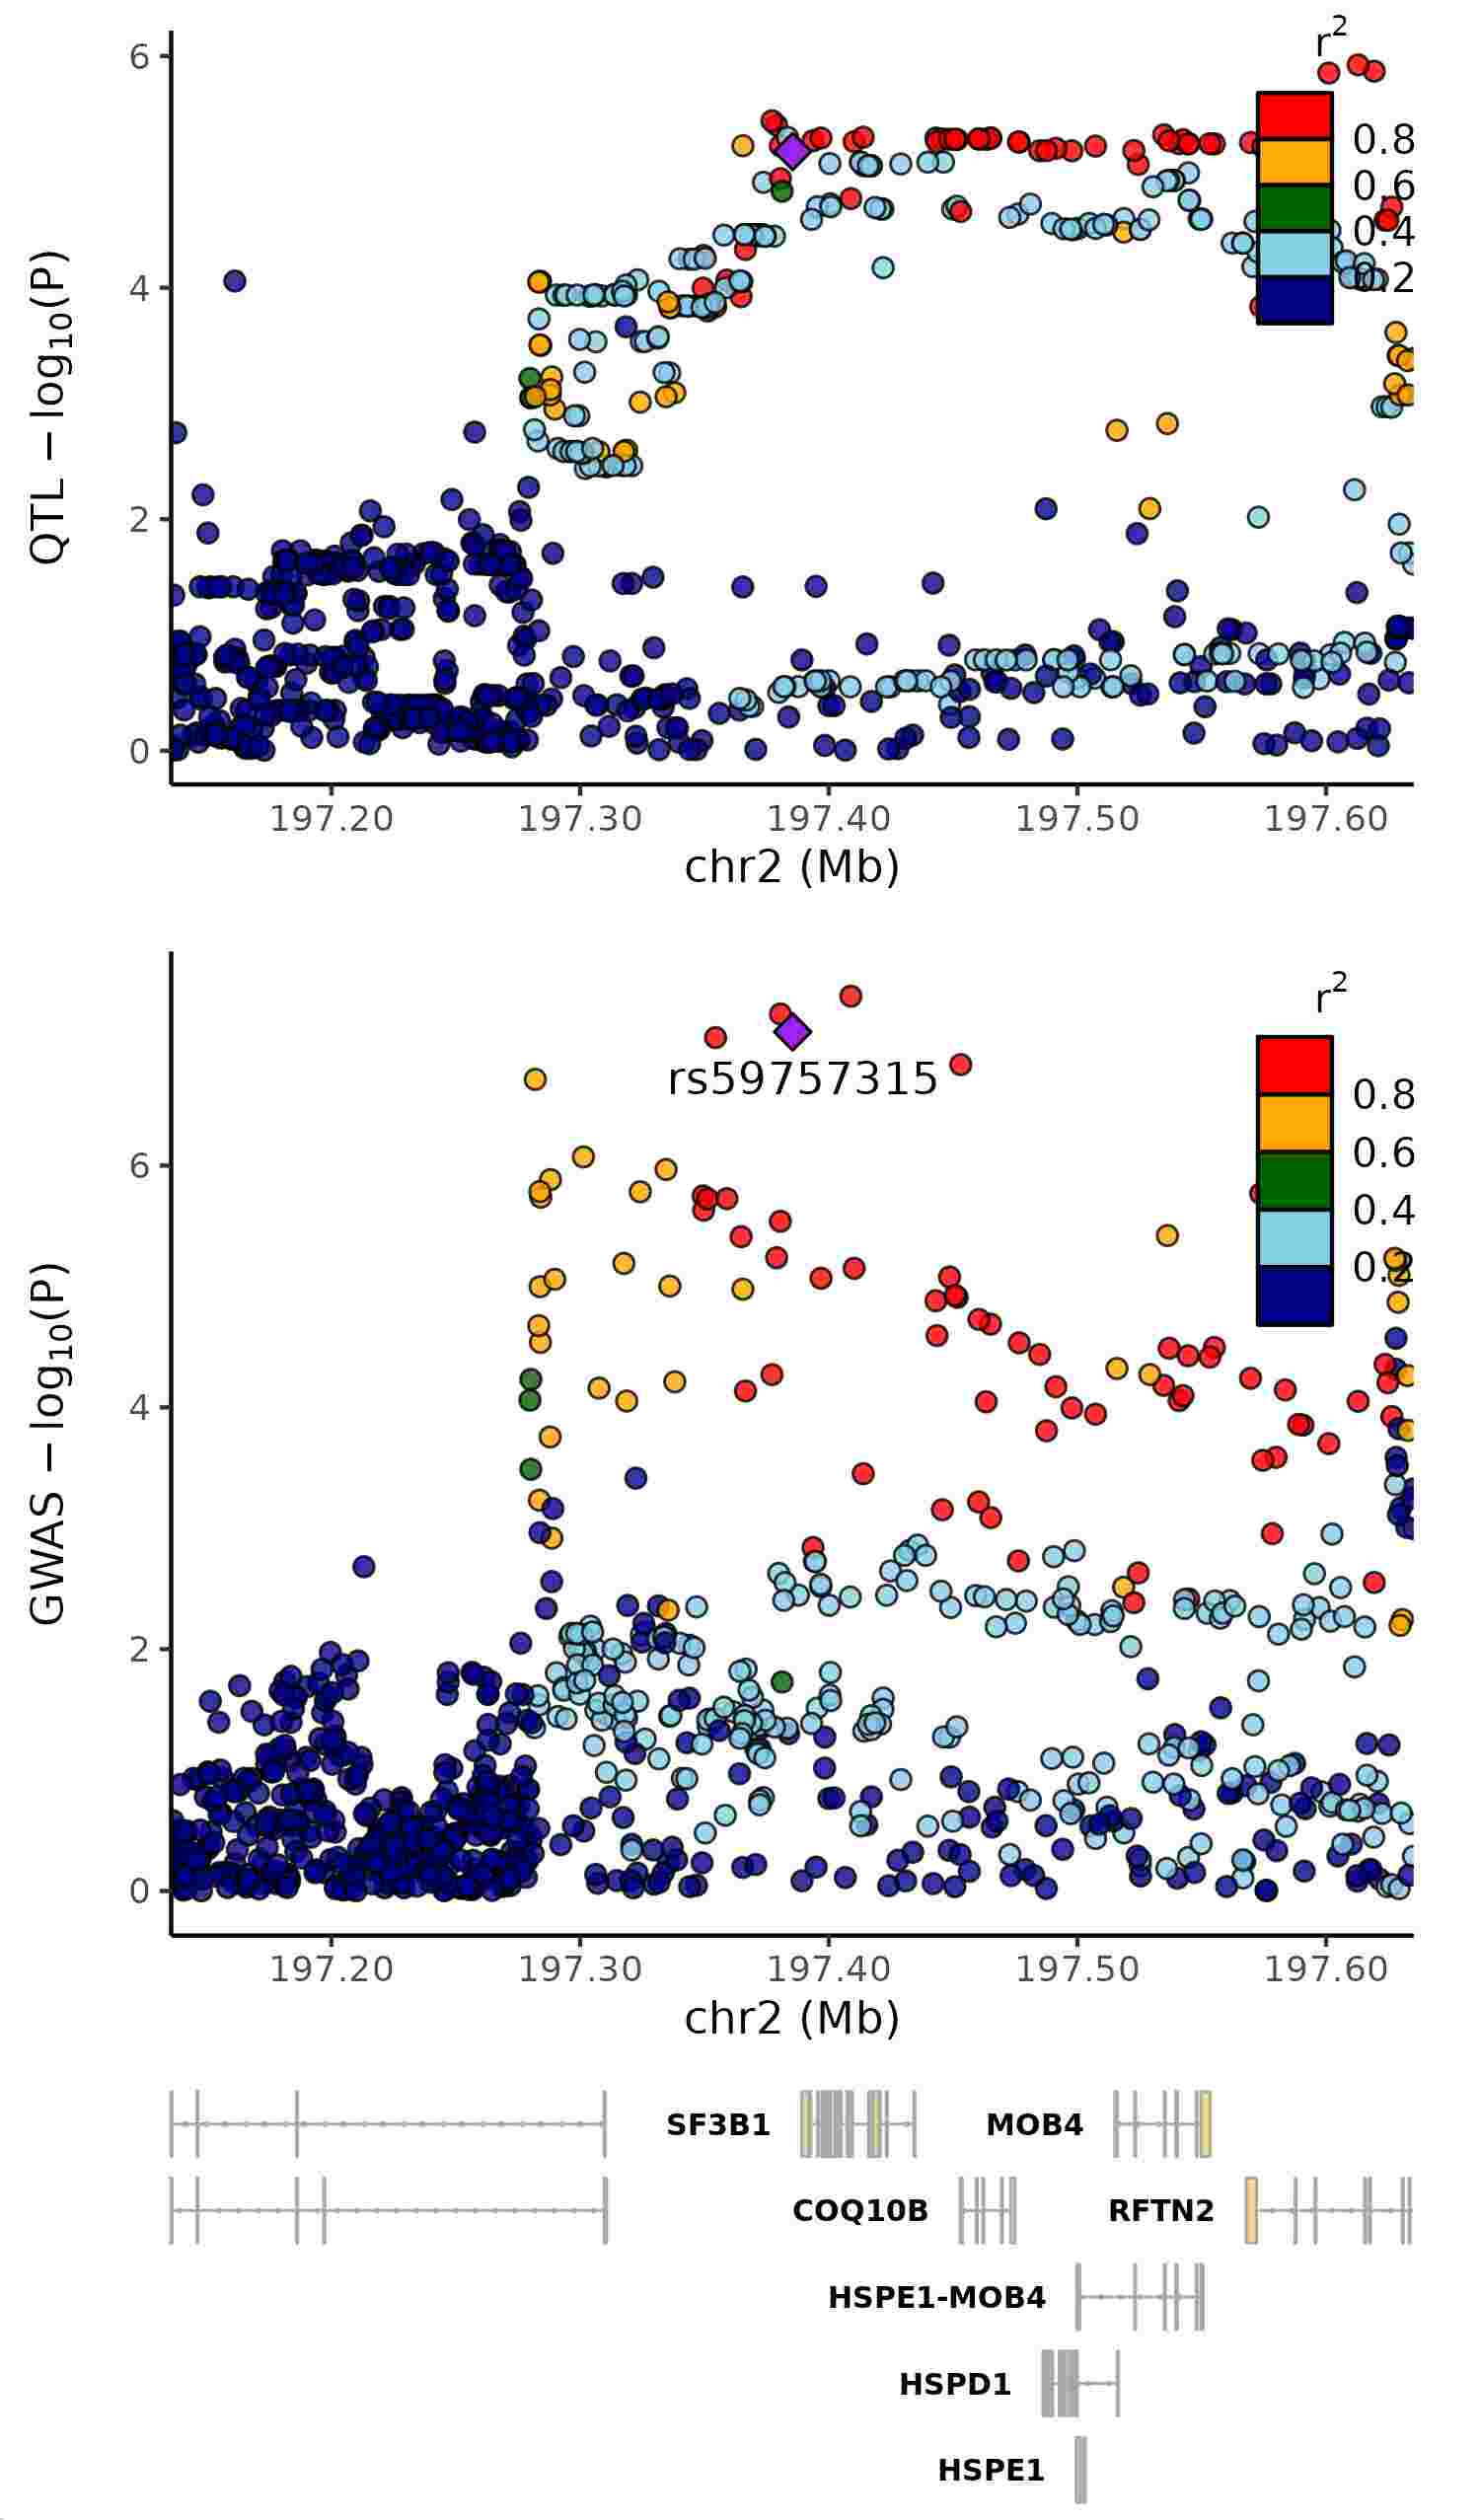 r2
6
4
2
0
0.8
0.6
0.4
0.2
QTL −log10(P)
197.20 197.30 197.40 197.50 197.60
chr2 (Mb)
r2
rs59757315
6
4
2
0
0.8
0.6
0.4
0.2
GWAS −log10(P)
197.20 197.30 197.40 197.50 197.60
chr2 (Mb)
SF3B1 MOB4
COQ10B RFTN2
HSPE1-MOB4
HSPD1
HSPE1